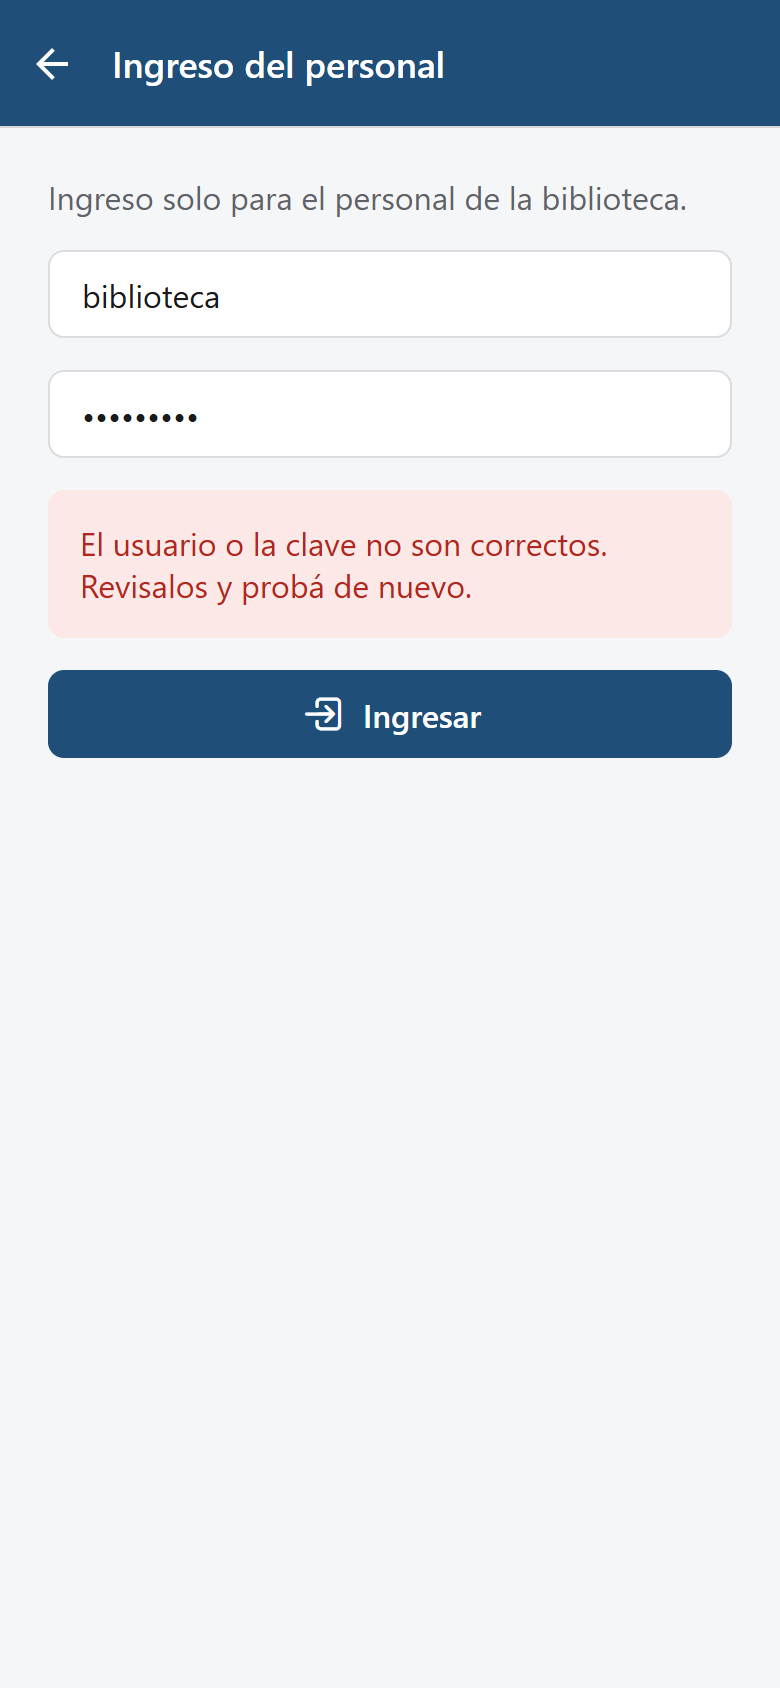 Ingreso del personal
Ingreso solo para el personal de la biblioteca.
biblioteca
•••••••••
El usuario o la clave no son correctos.
Revisalos y probá de nuevo.
Ingresar